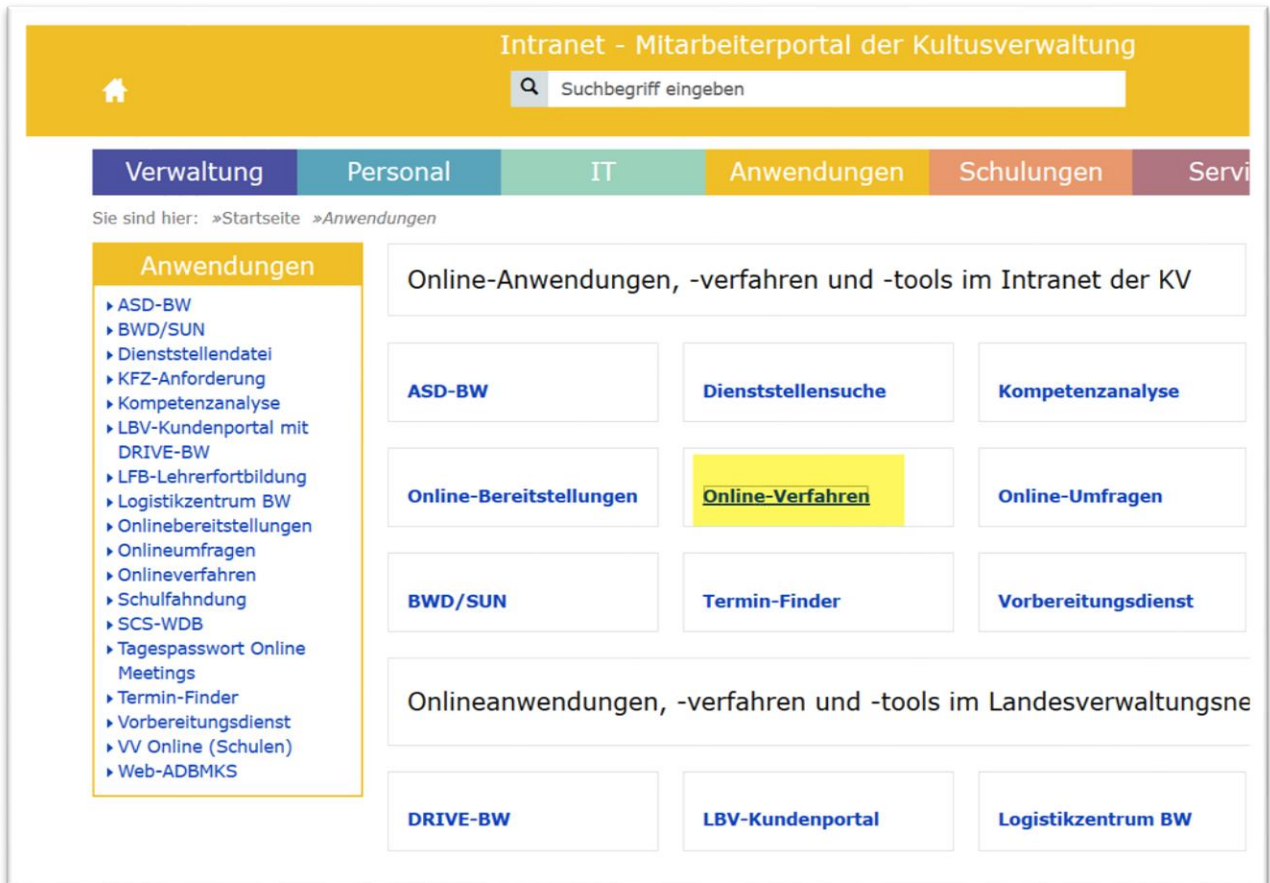 Intranet - Mitarbeiterportal der Kultusverwaltung
Suchbegriff eingeben
Verwaltung Personal IT Anwendungen Schulungen Servi
Sie sind hier: »Startseite »Anwendungen
Anwendungen
ASD-BW
BWD/SUN
Dienststellendatei
KFZ-Anforderung
Kompetenzanalyse
LBV-Kundenportal mit
DRIVE-BW
LFB-Lehrerfortbildung
Logistikzentrum BW
Onlinebereitstellungen
Onlineumfragen
Onlineverfahren
Schulfahndung
SCS-WDB
Tagespasswort Online
Meetings
Termin-Finder
Vorbereitungsdienst
VV Online (Schulen)
Web-ADBMKS
Online-Anwendungen, -verfahren und -tools im Intranet der KV
ASD-BW Dienststellensuche Kompetenzanalyse
Online-Bereitstellungen Online-Verfahren Online-Umfragen
BWD/SUN Termin-Finder Vorbereitungsdienst
Onlineanwendungen, -verfahren und -tools im Landesverwaltungsne
DRIVE-BW LBV-Kundenportal Logistikzentrum BW